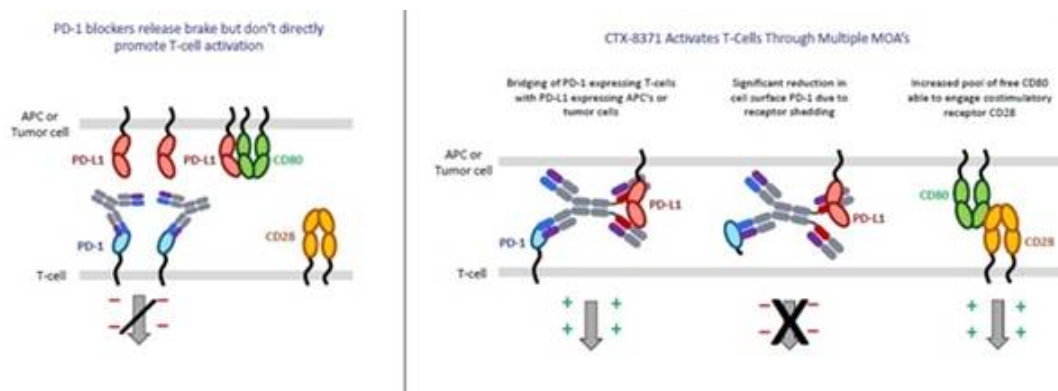 PD-1 blockers release brake but don't directly
promote T-cell activation
APC or
Tumor cell
PD-L1
PD-L1
CD80
PD-1
CD28
T-cell
CTX-8371 Activates T-Cells Through Multiple MOA's
Bridging of PD-1 expressing T-cells
with PD-L1 expressing APC's or
tumor cells
Significant reduction in
cell surface PD-1 due to
receptor shedding
Increased pool of free CD80
able to engage costimulatory
receptor CD28
APC or
Tumor cell
PD-L1
PD-L1
CD80
PD-1
CD28
T-cell